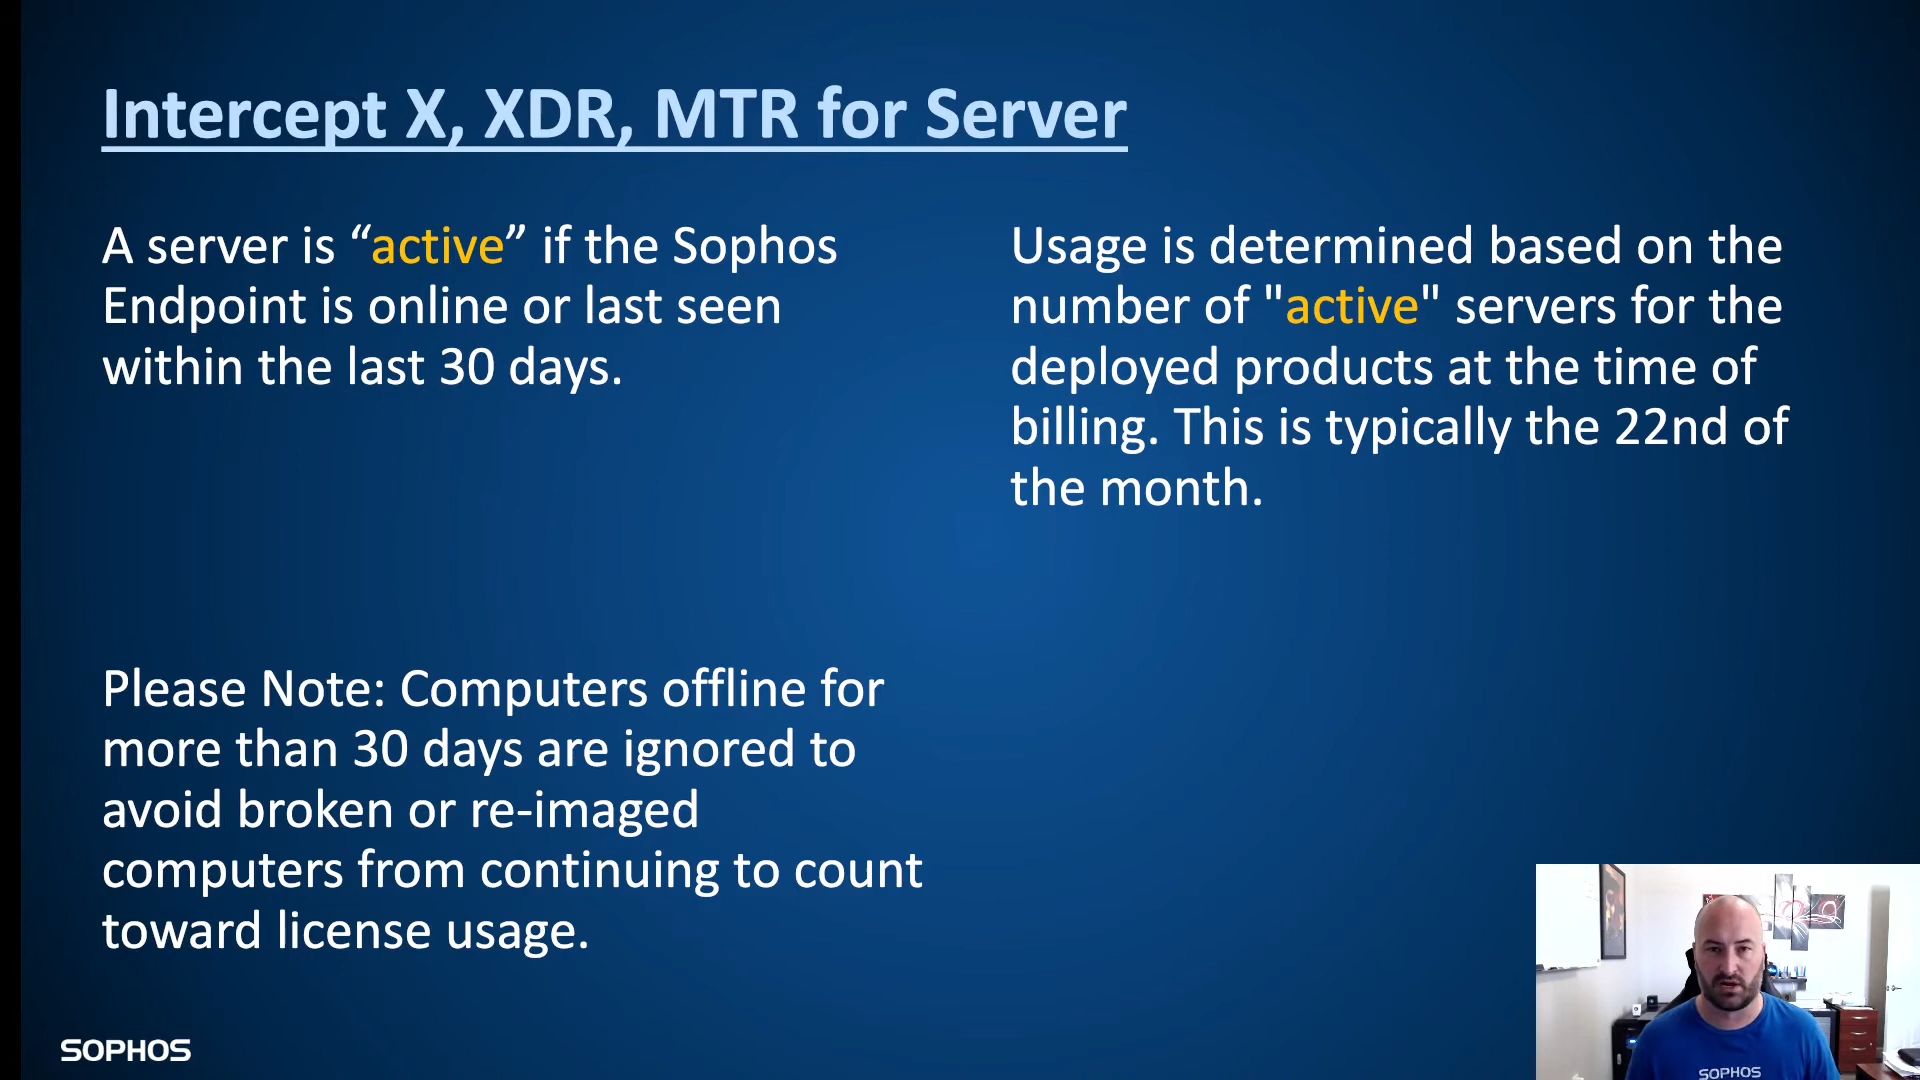 Intercept X, XDR, MTR for Server
A server is “active” if the Sophos
Endpoint is online or last seen
within the last 30 days.
Usage is determined based on the
number of "active" servers for the
deployed products at the time of
billing. This is typically the 22nd of
the month.
Please Note: Computers offline for
more than 30 days are ignored to
avoid broken or re-imaged
computers from continuing to count
toward license usage.
SOPHOS
SOPHOS